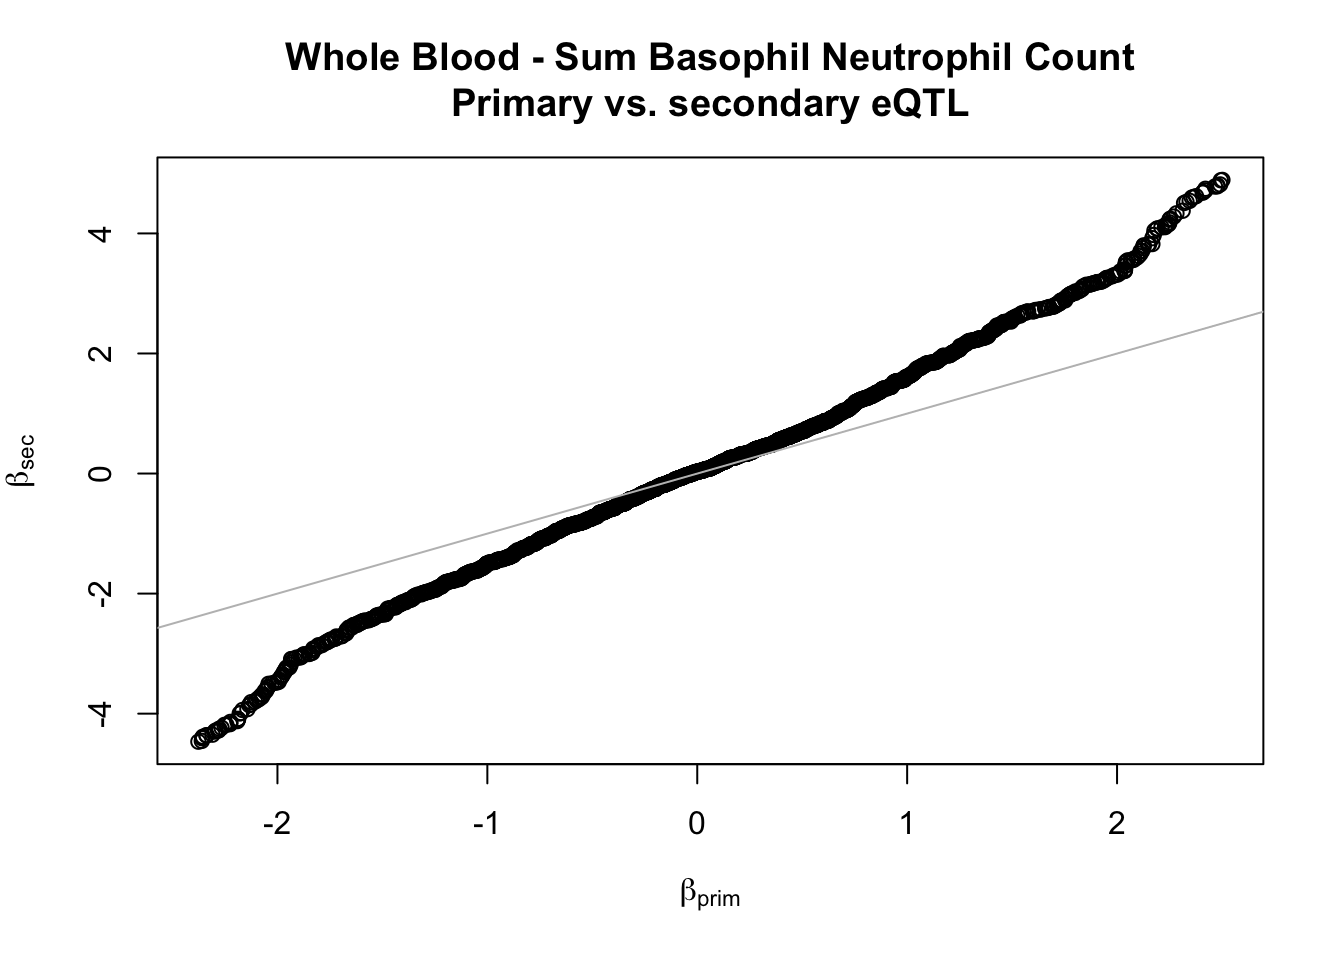 Whole Blood - Sum Basophil Neutrophil Count
Primary vs. secondary eQTL
4
2
0
-2
-4
βsec
-2 -1 0 1 2
βprim